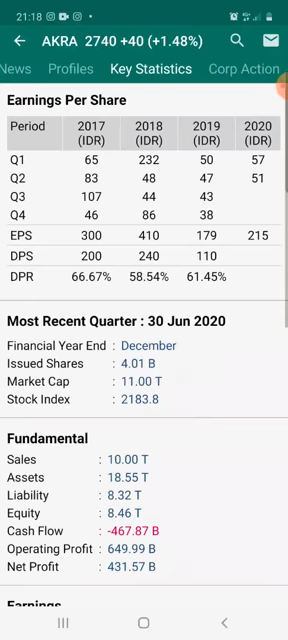 21:18
AKRA 2740 +40 (+1.48%)
News Profiles Key Statistics Corp Action
Earnings Per Share
Period 2017 (IDR) 2018 (IDR) 2019 (IDR) 2020 (IDR)
Q1 65 232 50 57
Q2 83 48 47 51
Q3 107 44 43
Q4 46 86 38
EPS 300 410 179 215
DPS 200 240 110
DPR 66.67% 58.54% 61.45%
Most Recent Quarter : 30 Jun 2020
Financial Year End : December
Issued Shares : 4.01 B
Market Cap : 11.00 T
Stock Index : 2183.8
Fundamental
Sales : 10.00 T
Assets : 18.55 T
Liability : 8.32 T
Equity : 8.46 T
Cash Flow : -467.87 B
Operating Profit : 649.99 B
Net Profit : 431.57 B
Earnings